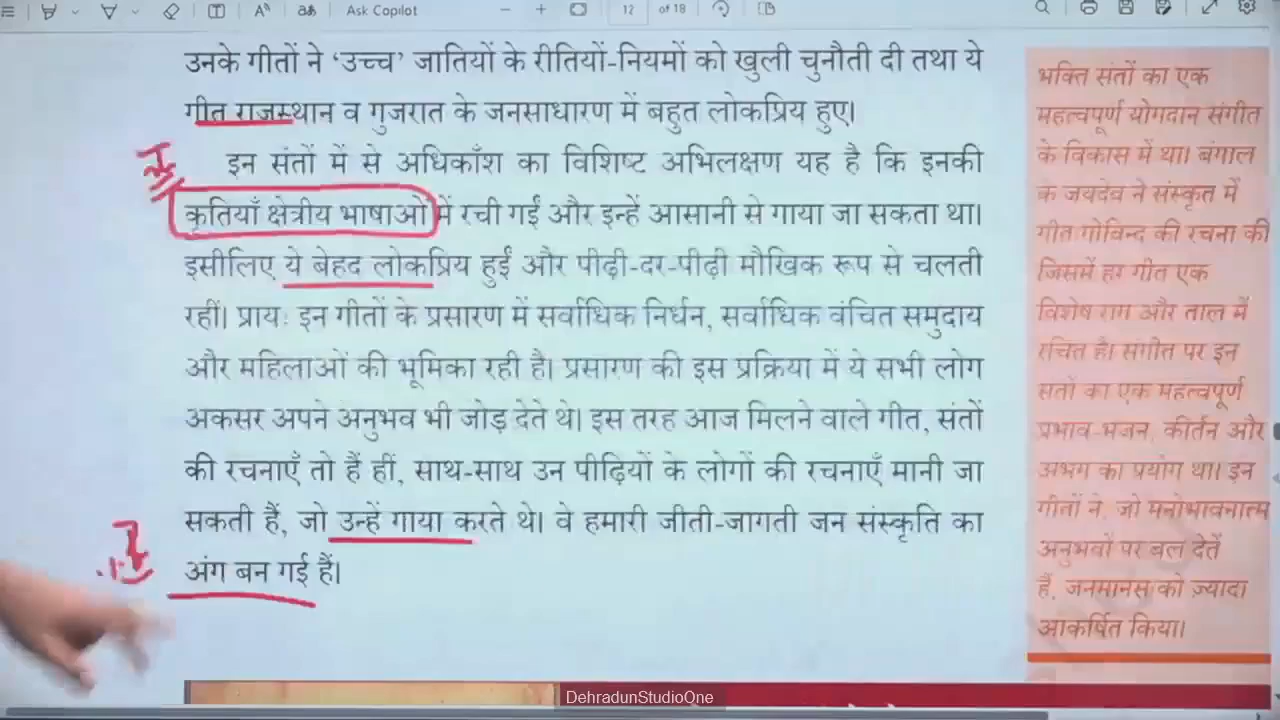 Ask Copilot
12 of 18
उनके गीतों ने ‘उच्च’ जातियों के रीतियों-नियमों को खुली चुनौती दी तथा ये
गीत राजस्थान व गुजरात के जनसाधारण में बहुत लोकप्रिय हुए।
इन संतों में से अधिकाँश का विशिष्ट अभिलक्षण यह है कि इनकी
कृतियाँ क्षेत्रीय भाषाओं में रची गईं और इन्हें आसानी से गाया जा सकता था।
इसीलिए ये बेहद लोकप्रिय हुईं और पीढ़ी-दर-पीढ़ी मौखिक रूप से चलती
रहीं। प्रायः इन गीतों के प्रसारण में सर्वाधिक निर्धन, सर्वाधिक वंचित समुदाय
और महिलाओं की भूमिका रही है। प्रसारण की इस प्रक्रिया में ये सभी लोग
अकसर अपने अनुभव भी जोड़ देते थे। इस तरह आज मिलने वाले गीत, संतों
की रचनाएँ तो हैं हीं, साथ-साथ उन पीढ़ियों के लोगों की रचनाएँ मानी जा
सकती हैं, जो उन्हें गाया करते थे। वे हमारी जीती-जागती जन संस्कृति का
अंग बन गई हैं।
भक्ति संतों का एक
महत्वपूर्ण योगदान संगीत
के विकास में था। बंगाल
के जयदेव ने संस्कृत में
गीत गोविन्द की रचना की
जिसमें हर गीत एक
विशेष राग और ताल में
रचित है। संगीत पर इन
संतों का एक महत्वपूर्ण
प्रभाव-भजन, कीर्तन और
अभंग का प्रयोग था। इन
गीतों ने, जो मनोभावनात्म
अनुभवों पर बल देते
हैं, जनमानस को ज़्यादा
आकर्षित किया।
DehradunStudioOne